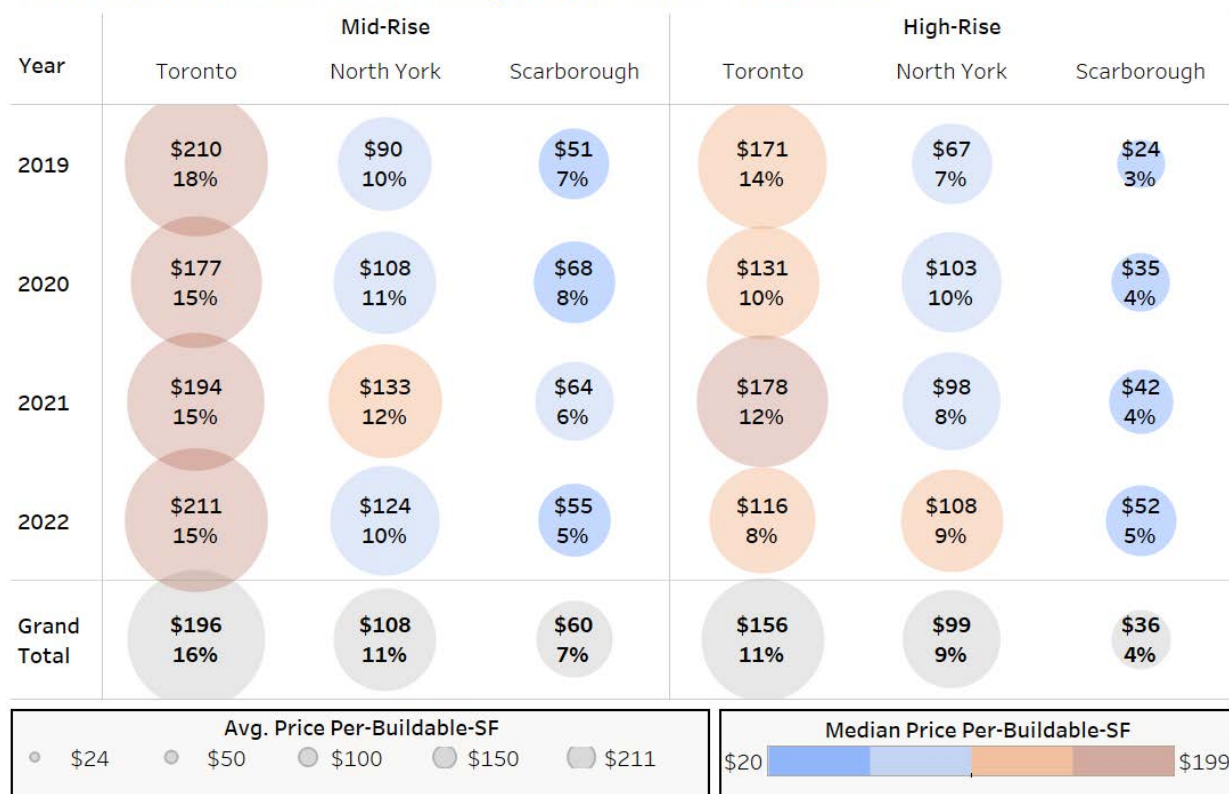 Mid-Rise High-Rise
Year Toronto North York Scarborough Toronto North York Scarborough
2019 $210 $90 $51 $171 $67 $24
18% 10% 7% 14% 7% 3%
2020 $177 $108 $68 $131 $103 $35
15% 11% 8% 10% 10% 4%
2021 $194 $133 $64 $178 $98 $42
15% 12% 6% 12% 8% 4%
2022 $211 $124 $55 $116 $108 $52
15% 10% 5% 8% 9% 5%
Grand $196 $108 $60 $156 $99 $36
Total 16% 11% 7% 11% 9% 4%
Avg. Price Per-Buildable-SF
$24 $50 $100 $150 $211
Median Price Per-Buildable-SF
$20 $199